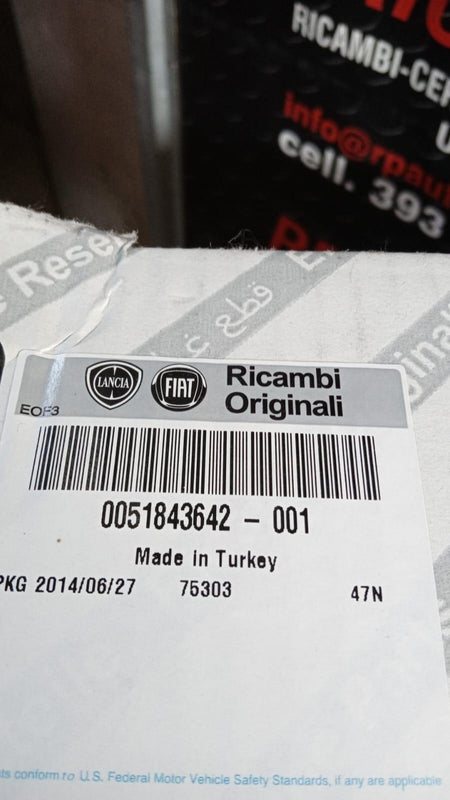 RICAMBI-CE
info@rpau
cell. 393
Rese
قطع غ
LANCIA
FIAT
Ricambi
Originali
EOF3
0051843642 - 001
Made in Turkey
PKG 2014/06/27 75303 47N
ts conform to U.S. Federal Motor Vehicle Safety Standards, if any are applicable